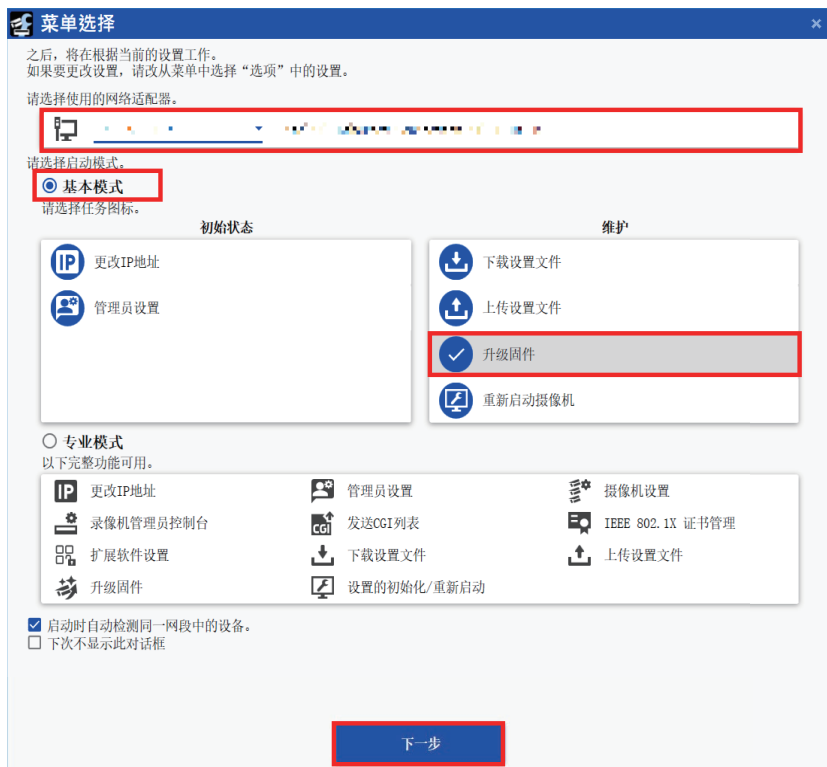 菜单选择
之后，将在根据当前的设置工作。
如果要更改设置，请改从菜单中选择“选项”中的设置。
请选择使用的网络适配器。
请选择启动模式。
基本模式
请选择任务图标。
初始状态
维护
IP 更改IP地址
下载设置文件
管理员设置
上传设置文件
升级固件
重新启动摄像机
专业模式
以下完整功能可用。
IP 更改IP地址
管理员设置
摄像机设置
录像机管理员控制台
CGI 发送CGI列表
IEEE 802.1X 证书管理
扩展软件设置
下载设置文件
上传设置文件
升级固件
设置的初始化/重新启动
启动时自动检测同一网段中的设备。
下次不显示此对话框
下一步